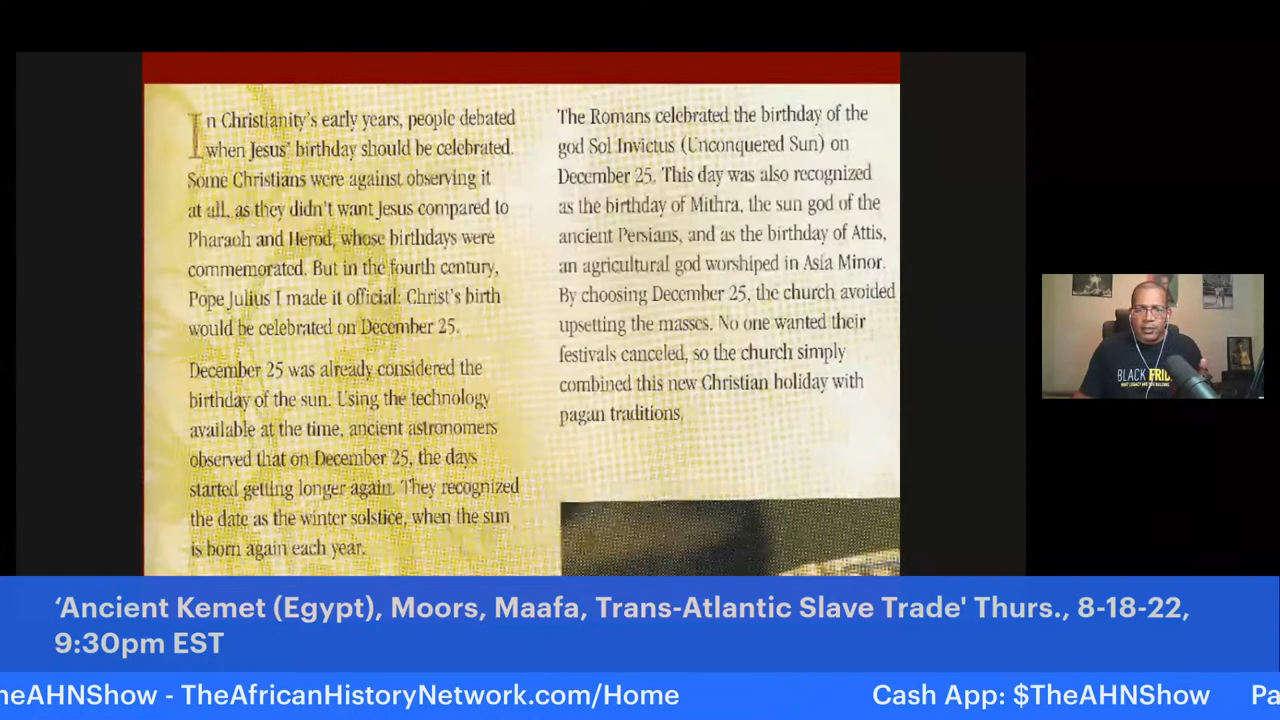 In Christianity's early years, people debated
when Jesus' birthday should be celebrated.
Some Christians were against observing it
at all, as they didn't want Jesus compared to
Pharaoh and Herod, whose birthdays were
commemorated. But in the fourth century,
Pope Julius I made it official: Christ's birth
would be celebrated on December 25.
December 25 was already considered the
birthday of the sun. Using the technology
available at the time, ancient astronomers
observed that on December 25, the days
started getting longer again. They recognized
the date as the winter solstice, when the sun
is born again each year.
The Romans celebrated the birthday of the
god Sol Invictus (Unconquered Sun) on
December 25. This day was also recognized
as the birthday of Mithra, the sun god of the
ancient Persians, and as the birthday of Attis,
an agricultural god worshiped in Asia Minor.
By choosing December 25, the church avoided
upsetting the masses. No one wanted their
festivals canceled, so the church simply
combined this new Christian holiday with
pagan traditions.
BLACK FRID
‘Ancient Kemet (Egypt), Moors, Maafa, Trans-Atlantic Slave Trade' Thurs., 8-18-22,
9:30pm EST
heAHNShow - TheAfricanHistoryNetwork.com/Home Cash App: $TheAHNShow Pa